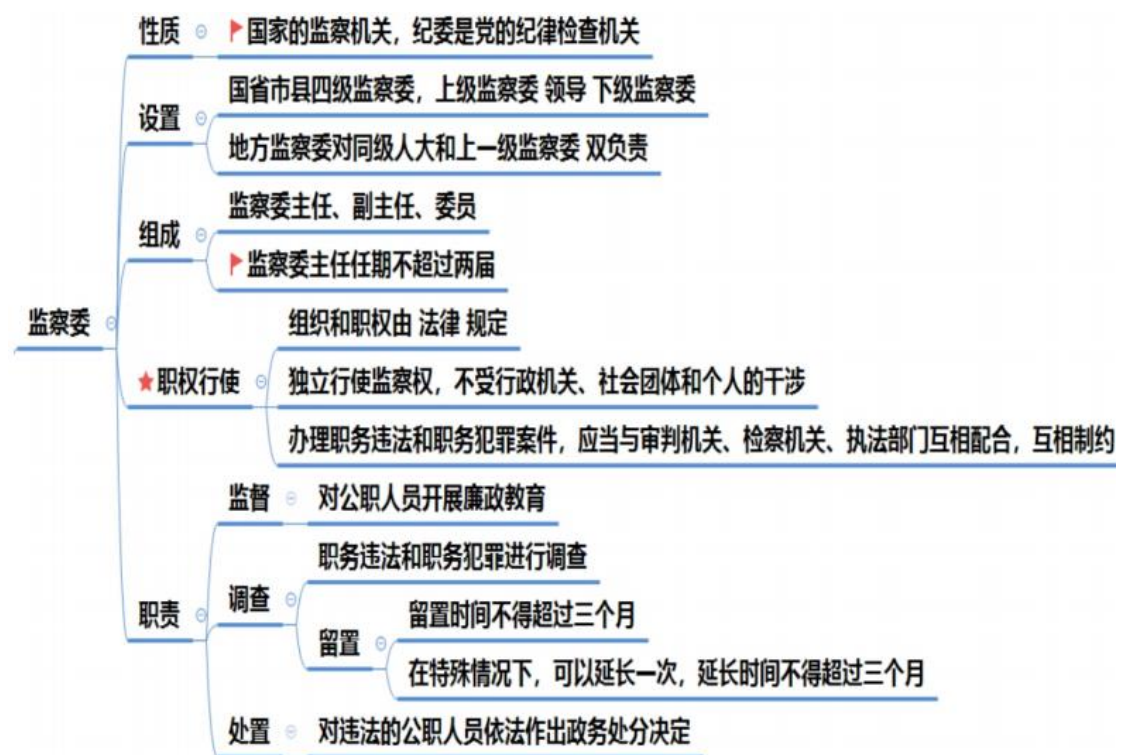 性质
国家的监察机关，纪委是党的纪律检查机关
设置
国省市县四级监察委，上级监察委 领导 下级监察委
地方监察委对同级人大和上一级监察委 双负责
组成
监察委主任、副主任、委员
监察委主任任期不超过两届
监察委
职权行使
组织和职权由 法律 规定
独立行使监察权，不受行政机关、社会团体和个人的干涉
办理职务违法和职务犯罪案件，应当与审判机关、检察机关、执法部门互相配合，互相制约
职责
监督
对公职人员开展廉政教育
调查
职务违法和职务犯罪进行调查
留置
留置时间不得超过三个月
在特殊情况下，可以延长一次，延长时间不得超过三个月
处置
对违法的公职人员依法作出政务处分决定